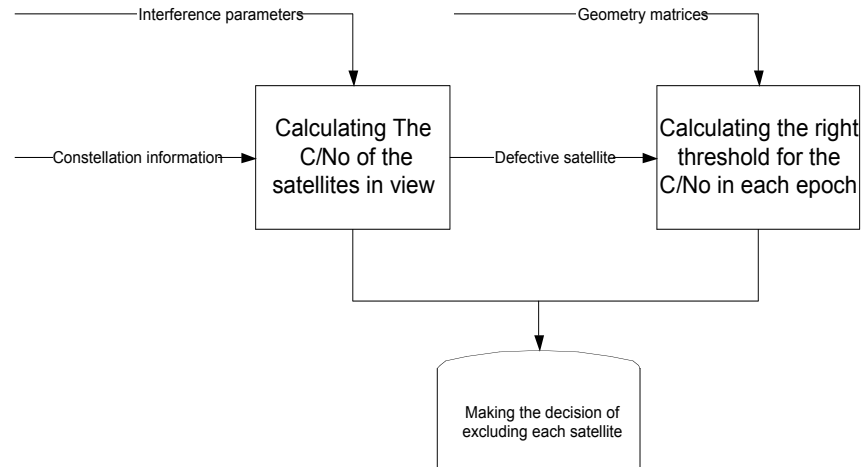 Interference parameters
Geometry matrices
Calculating The
C/No of the
satellites in view
Calculating the right
threshold for the
C/No in each epoch
Constellation information
Defective satellite
Making the decision of
excluding each satellite